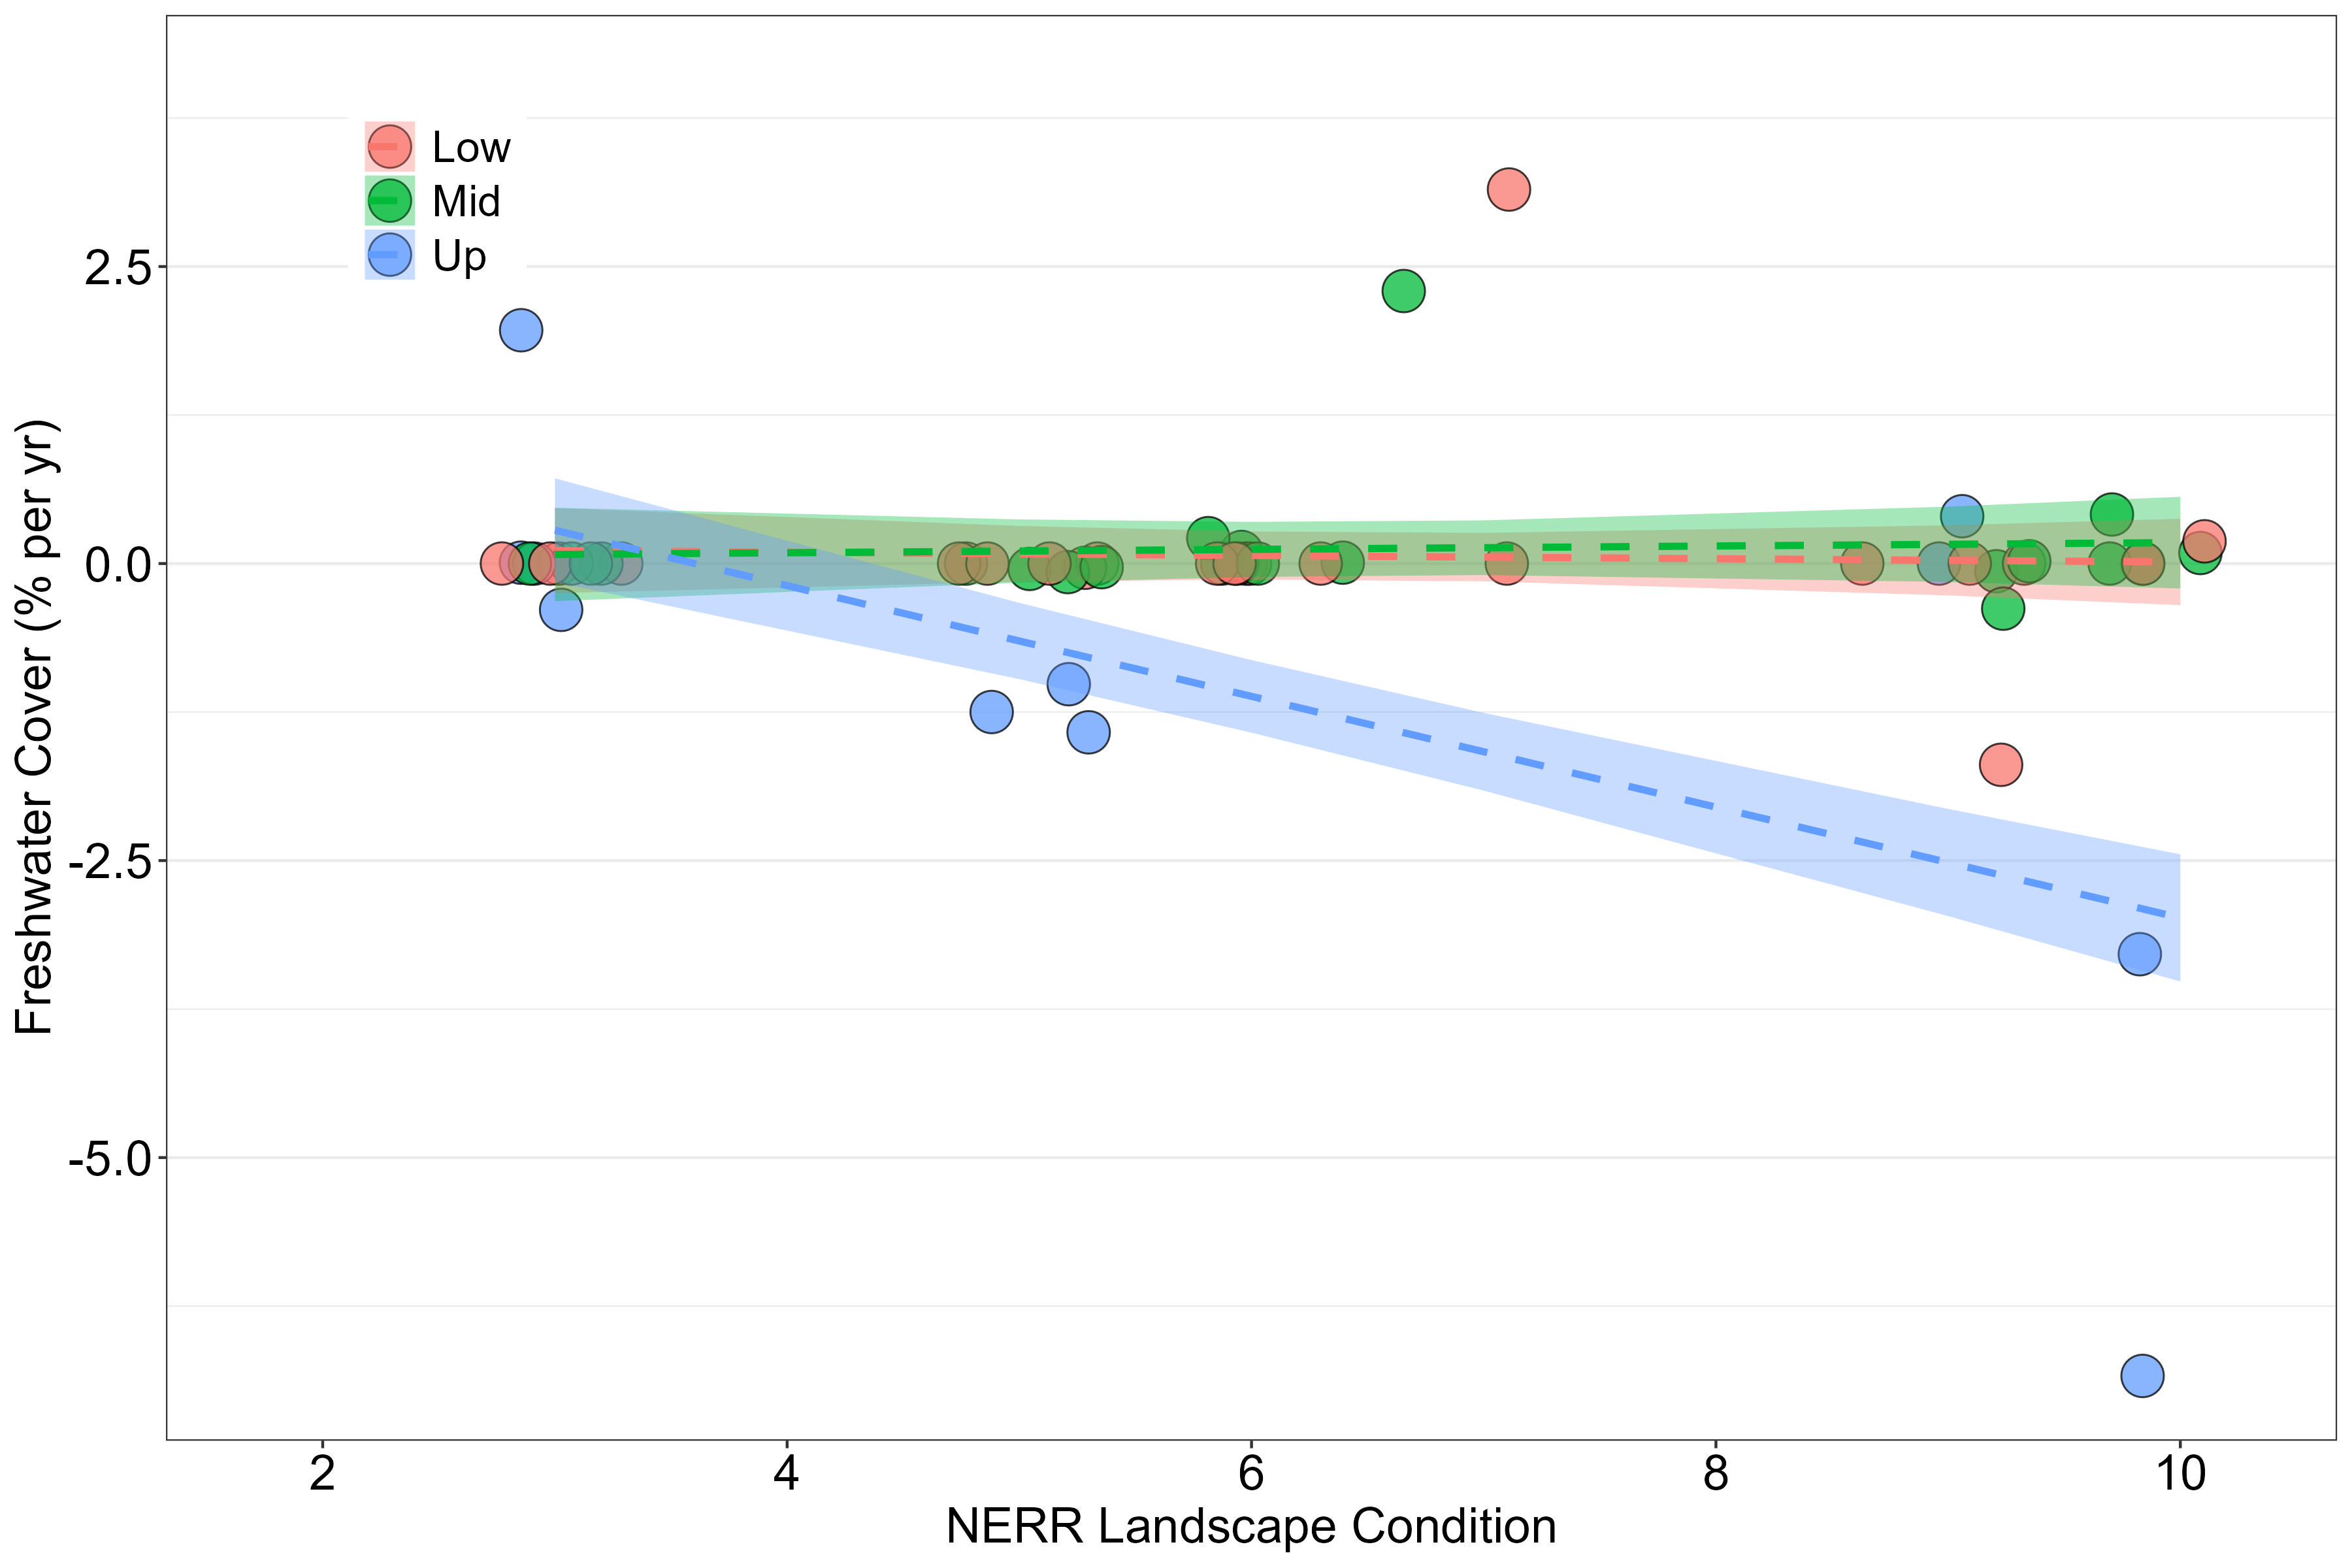 Low
Mid
Up
2.5
0.0
-2.5
-5.0
Freshwater Cover (% per yr)
2 4 6 8 10
NERR Landscape Condition